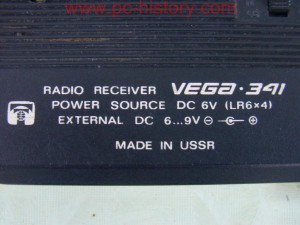 www.pc-history.com
RADIO RECEIVER VEGA·341
POWER SOURCE DC 6V (LR6×4)
EXTERNAL DC 6...9V ⊖ ⊕
MADE IN USSR